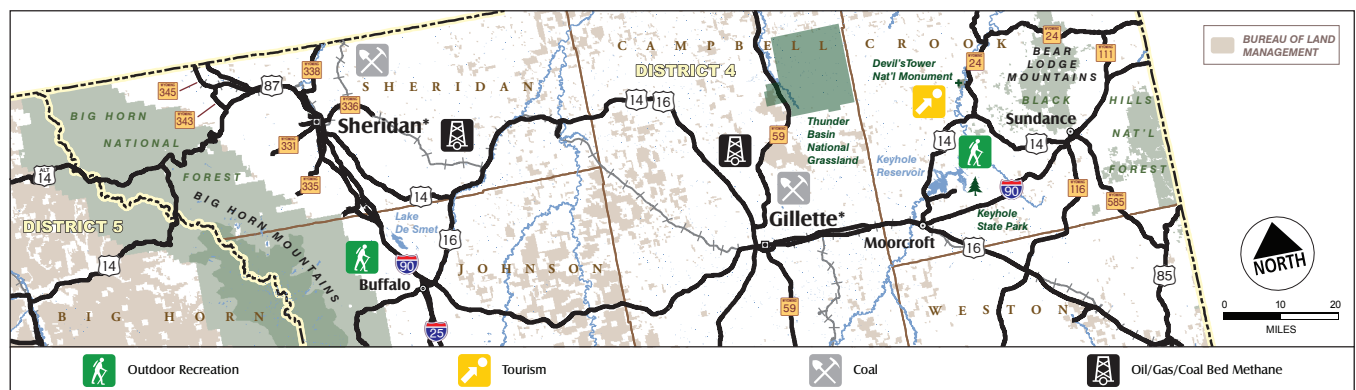 BUREAU OF LAND
MANAGEMENT
CAMPBELL
CROOK
SHERIDAN
DISTRICT 4
DISTRICT 5
JOHNSON
WESTON
BIG HORN
BIG HORN
NATIONAL
FOREST
BIG HORN MOUNTAINS
Sheridan*
Lake
De Smet
Buffalo
Gillette*
Moorcroft
Thunder
Basin
National
Grassland
Devil'sTower
Nat'l Monument
BEAR
LODGE
MOUNTAINS
BLACK
HILLS
NAT'L
FOREST
Sundance
Keyhole
Reservoir
Keyhole
State Park
345
343
338
87
336
331
335
ALT
14
14
14
16
90
25
14
16
59
59
24
24
111
14
14
90
116
585
16
85
NORTH
0 10 20
MILES
Outdoor Recreation
Tourism
Coal
Oil/Gas/Coal Bed Methane